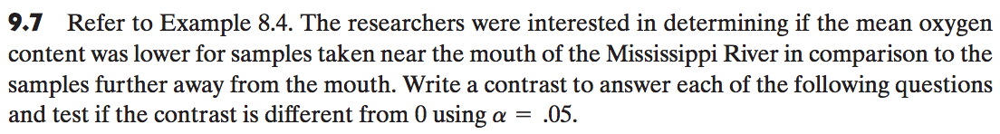 9.7 Refer to Example 8.4. The researchers were interested in determining if the mean oxygen
content was lower for samples taken near the mouth of the Mississippi River in comparison to the
samples further away from the mouth. Write a contrast to answer each of the following questions
and test if the contrast is different from 0 using α = .05.